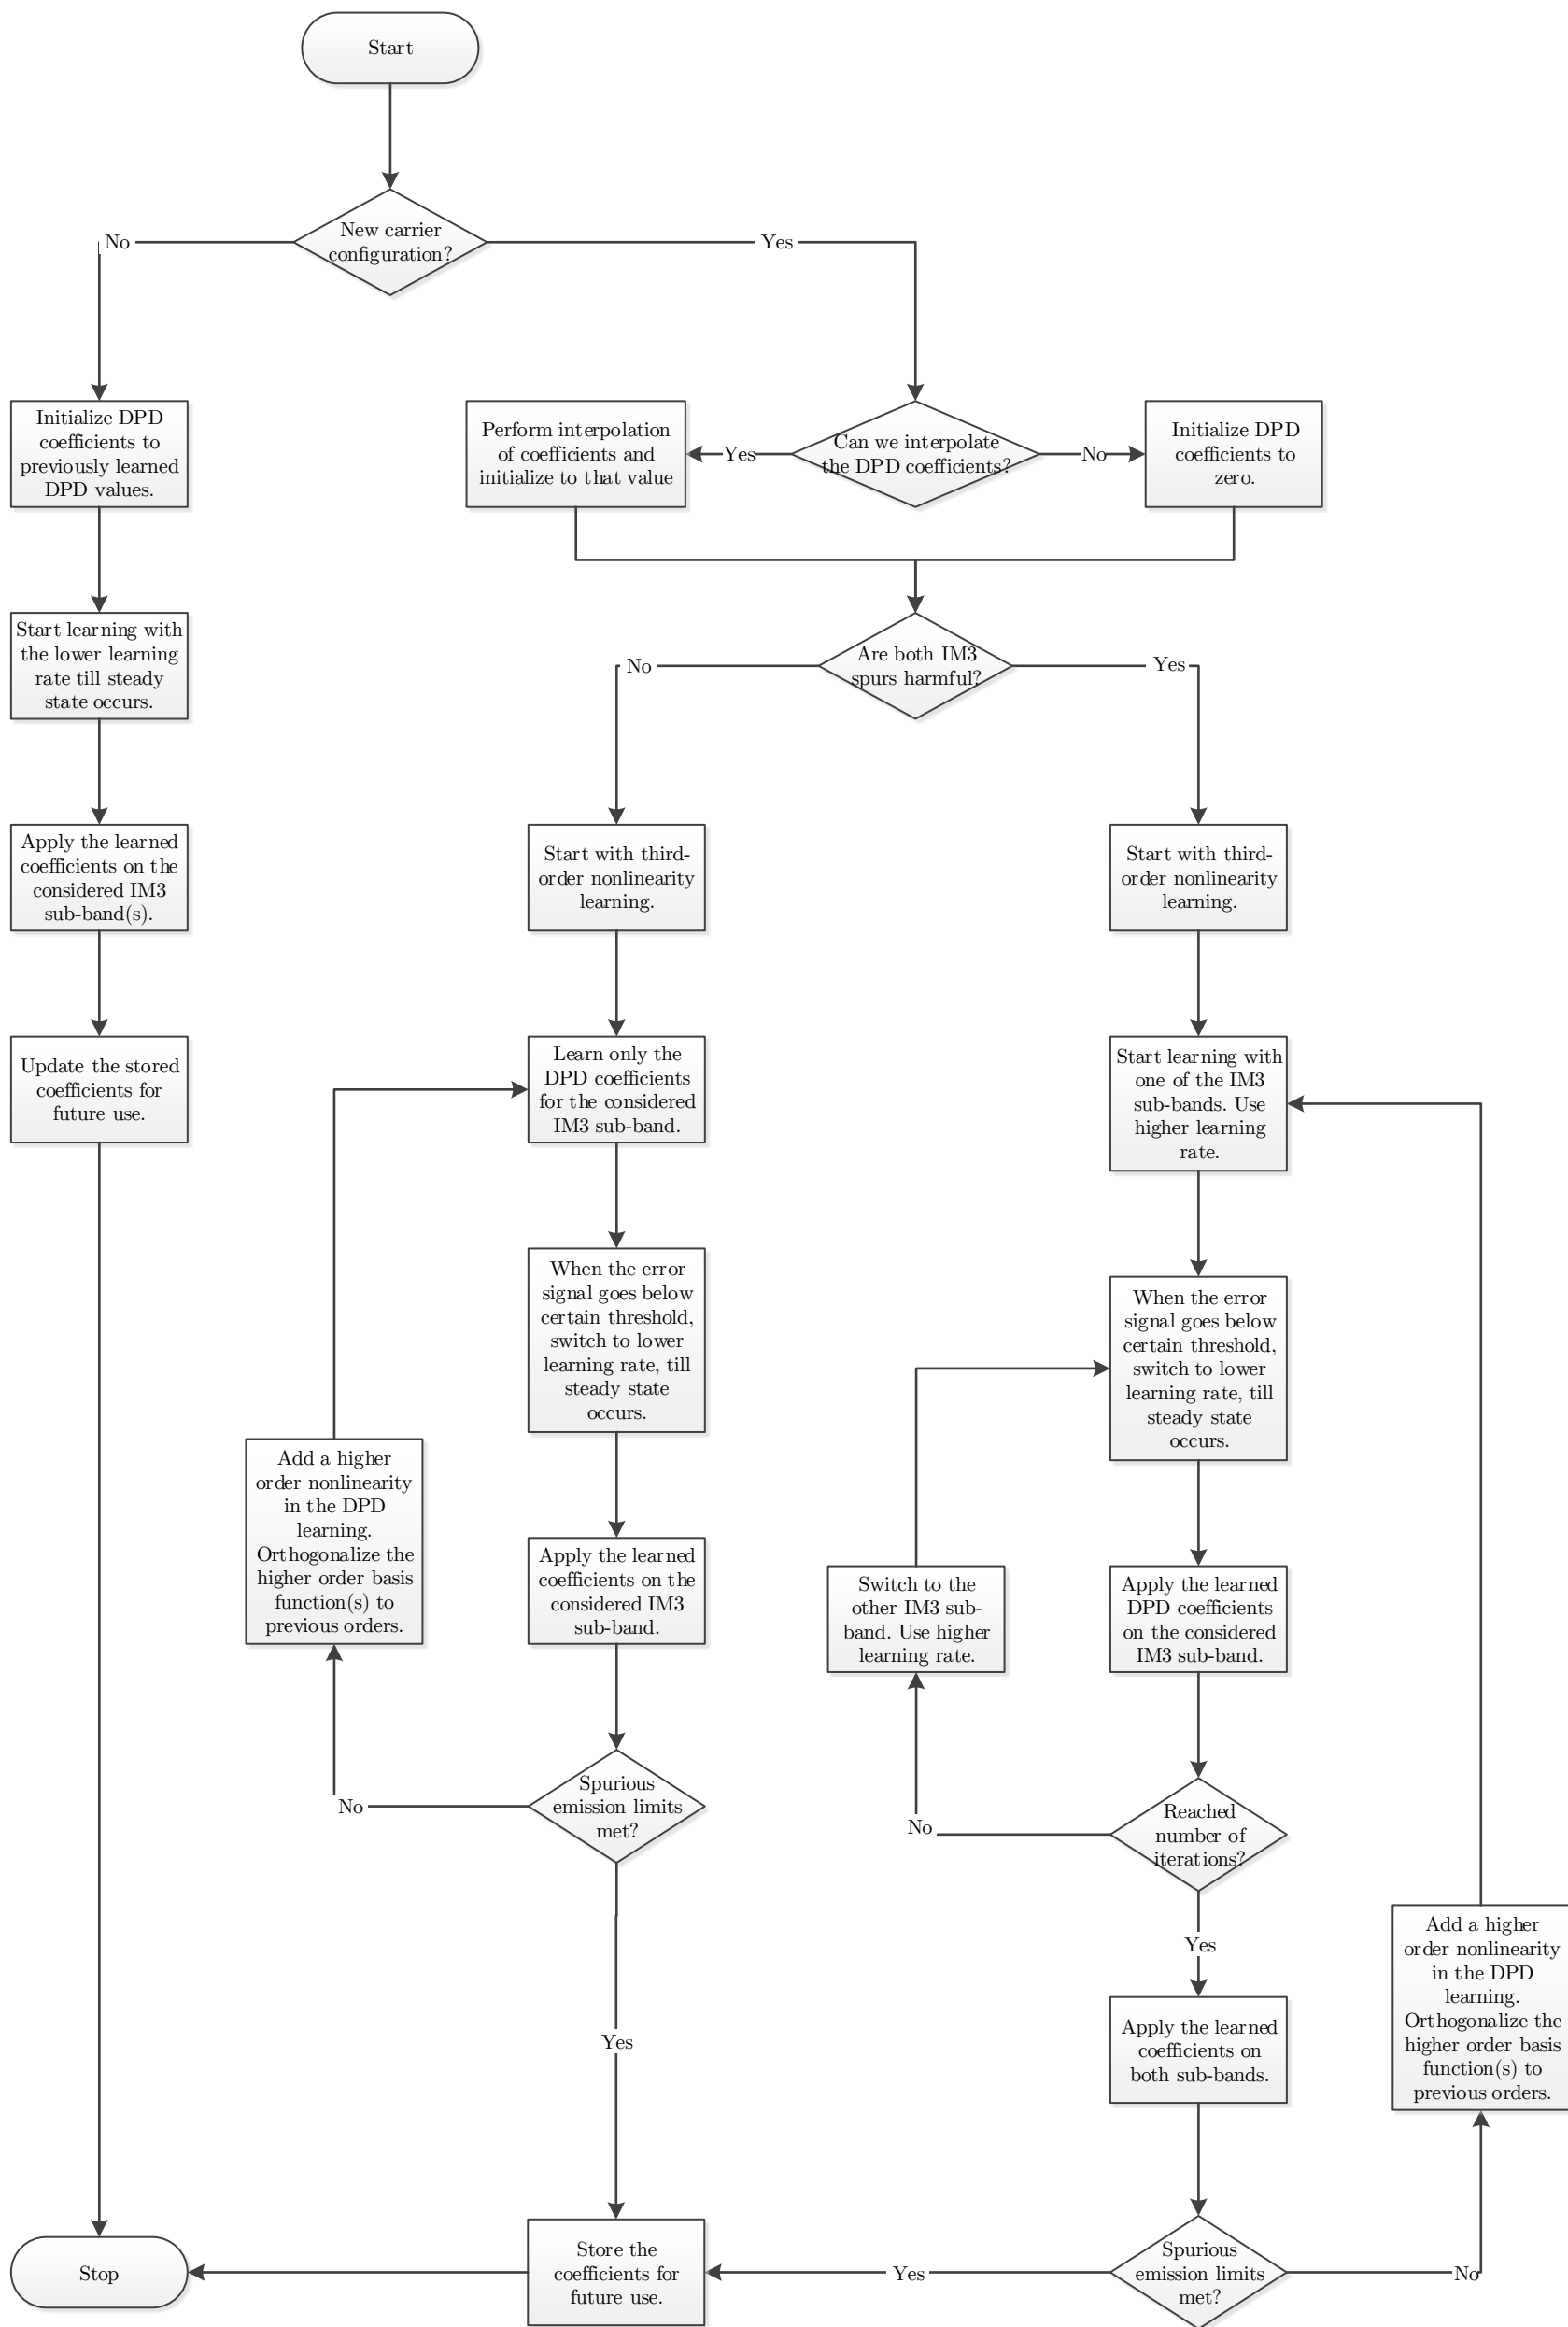 Start
New carrier
configuration?
No
Yes
Initialize DPD
coefficients to
previously learned
DPD values.
Perform interpolation
of coefficients and
initialize to that value
Yes
Can we interpolate
the DPD coefficients?
No
Initialize DPD
coefficients to
zero.
Start learning with
the lower learning
rate till steady
state occurs.
No
Are both IM3
spurs harmful?
Yes
Apply the learned
coefficients on the
considered IM3
sub-band(s).
Start with third-
order nonlinearity
learning.
Start with third-
order nonlinearity
learning.
Update the stored
coefficients for
future use.
Learn only the
DPD coefficients
for the considered
IM3 sub-band.
Start learning with
one of the IM3
sub-bands. Use
higher learning
rate.
When the error
signal goes below
certain threshold,
switch to lower
learning rate, till
steady state
occurs.
When the error
signal goes below
certain threshold,
switch to lower
learning rate, till
steady state
occurs.
Add a higher
order nonlinearity
in the DPD
learning.
Orthogonalize the
higher order basis
function(s) to
previous orders.
Apply the learned
coefficients on the
considered IM3
sub-band.
Switch to the
other IM3 sub-
band. Use higher
learning rate.
Apply the learned
DPD coefficients
on the considered
IM3 sub-band.
No
Spurious
emission limits
met?
No
Reached
number of
iterations?
Yes
Yes
Add a higher
order nonlinearity
in the DPD
learning.
Orthogonalize the
higher order basis
function(s) to
previous orders.
Apply the learned
coefficients on
both sub-bands.
Stop
Store the
coefficients for
future use.
Yes
Spurious
emission limits
met?
No